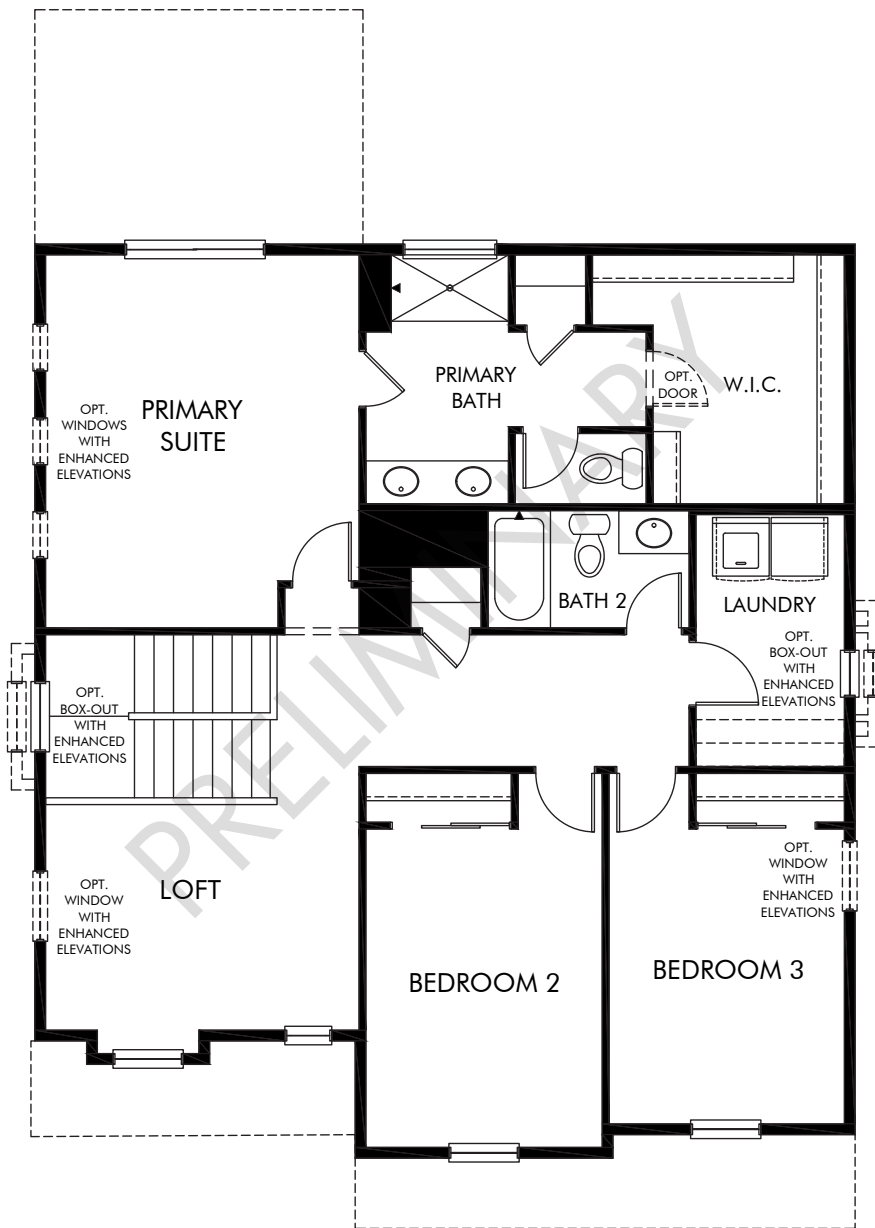 PRIMARY
BATH
OPT.
DOOR
W.I.C.
OPT.
WINDOWS
WITH
ENHANCED
ELEVATIONS
PRIMARY
SUITE
BATH 2
LAUNDRY
OPT.
BOX-OUT
WITH
ENHANCED
ELEVATIONS
OPT.
BOX-OUT
WITH
ENHANCED
ELEVATIONS
PRELIMINARY
LOFT
OPT.
WINDOW
WITH
ENHANCED
ELEVATIONS
OPT.
WINDOW
WITH
ENHANCED
ELEVATIONS
BEDROOM 2
BEDROOM 3